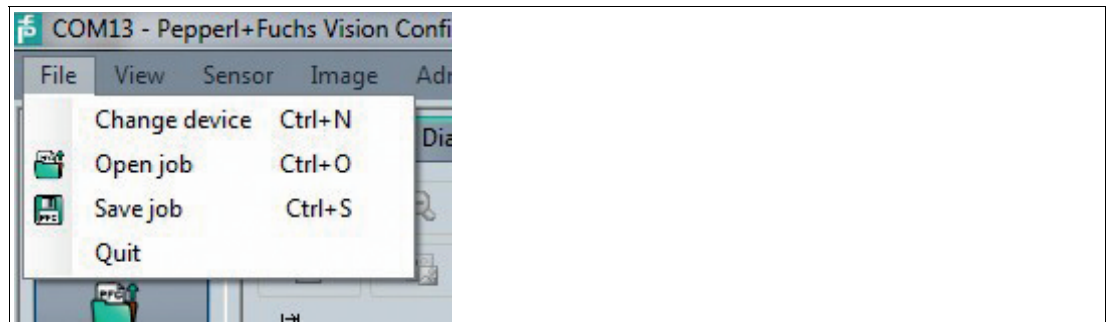 COM13 - Pepperl+Fuchs Vision Confi
File View Sensor Image Adr
Change device Ctrl+N
Dia
Open job Ctrl+O
Save job Ctrl+S
Quit
PFC